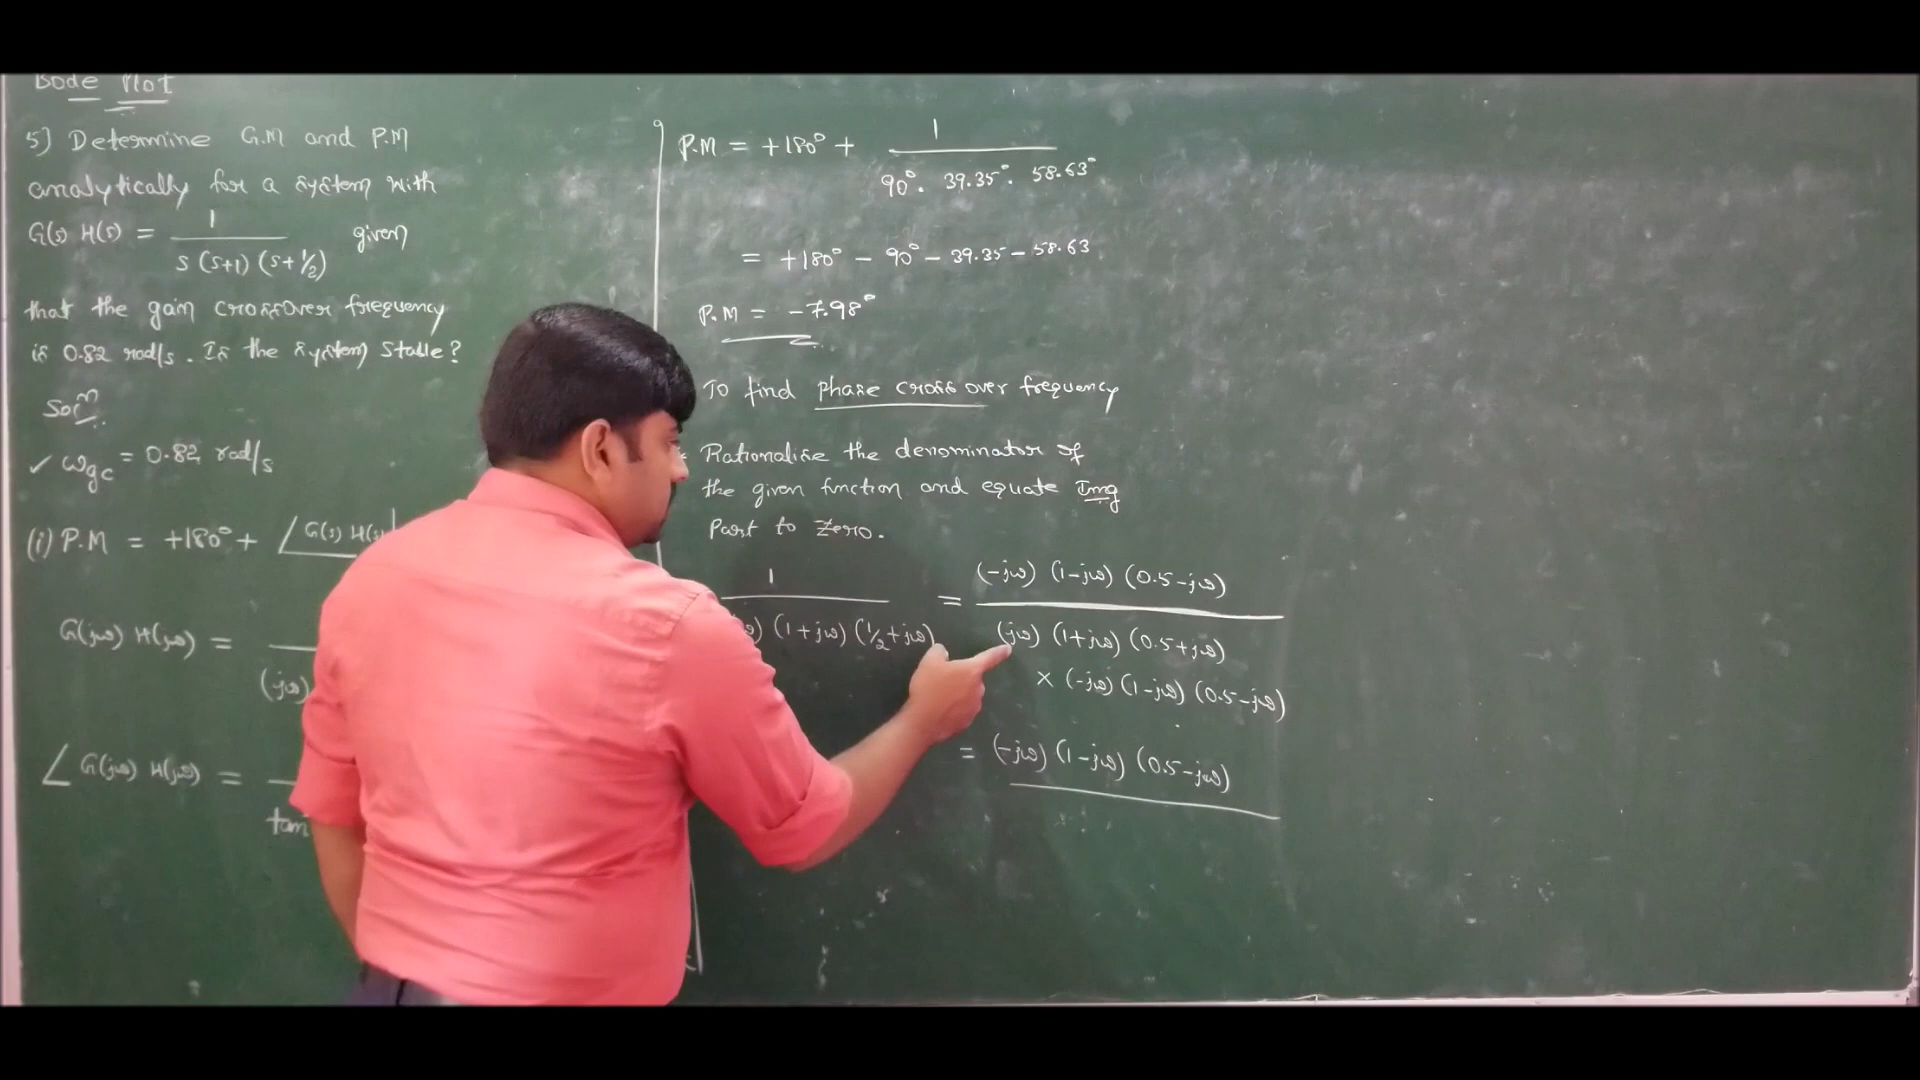 Bode Plot
5) Determine G.M and P.M
analytically for a system with
G(s) H(s) = 1 / s (s+1) (s+1/2) given
that the gain crossover frequency
is 0.82 rad/s. Is the system stable?
Solⁿ
✓ ωgc = 0.82 rad/s
(i) P.M = +180° + ∠G(s) H(s)
G(jω) H(jω) =
(jω)
∠G(jω) H(jω) =
tan
P.M = +180° + 1 / 90°. 39.35°. 58.63°
= +180° - 90° - 39.35 - 58.63
P.M = -7.98°
To find phase cross over frequency
Rationalise the denominator of
the given function and equate Img
Part to Zero.
1 / (1+jω) (1/2+jω) = (-jω) (1-jω) (0.5-jω) / (jω) (1+jω) (0.5+jω)
× (-jω) (1-jω) (0.5-jω)
= (-jω) (1-jω) (0.5-jω)